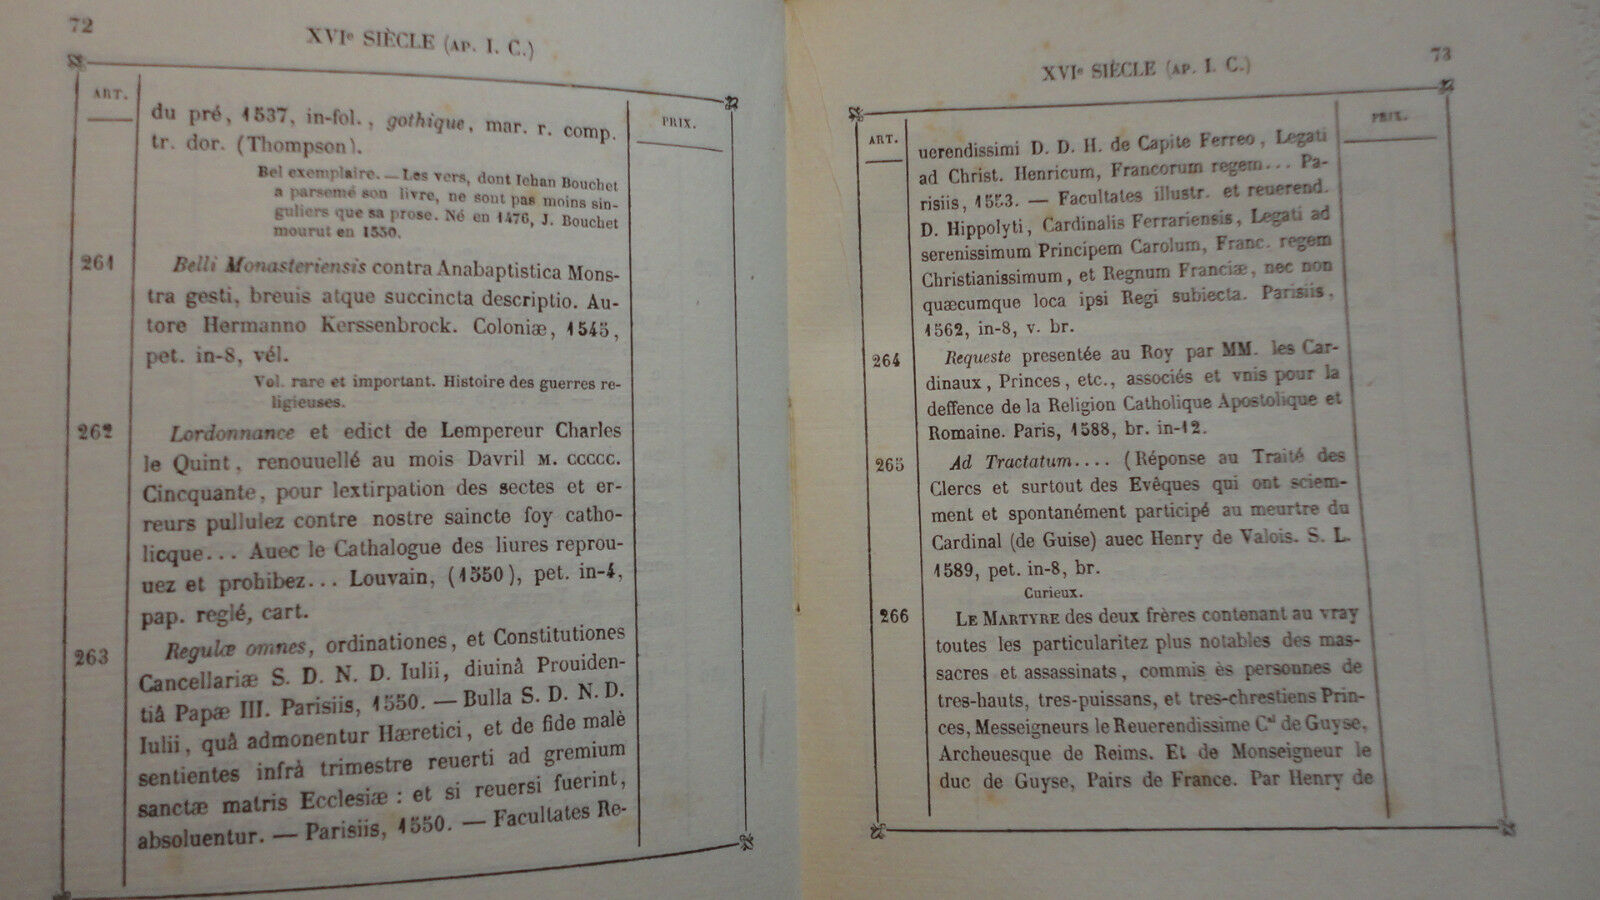 72
XVIe SIÈCLE (AP. I. C.)
ART.
PRIX.
du pré, 1537, in-fol., gothique, mar. r. comp.
tr. dor. (Thompson).
Bel exemplaire. — Les vers, dont Iehan Bouchet
a parsemé son livre, ne sont pas moins sin-
guliers que sa prose. Né en 1476, J. Bouchet
mourut en 1550.
261 Belli Monasteriensis contra Anabaptistica Mons-
tra gesti, breuis atque succincta descriptio. Au-
tore Hermanno Kerssenbrock. Coloniæ, 1545,
pet. in-8, vél.
Vol. rare et important. Histoire des guerres re-
ligieuses.
262 Lordonnance et edict de Lempereur Charles
le Quint, renouuellé au mois Davril M. CCCCC.
Cincquante, pour lextirpation des sectes et er-
reurs pullulez contre nostre saincte foy catho-
licque... Auec le Cathalogue des liures reprou-
uez et prohibez... Louvain, (1550), pet. in-4,
pap. reglé, cart.
263 Regulæ omnes, ordinationes, et Constitutiones
Cancellariæ S. D. N. D. Iulii, diuinâ Prouiden-
tiâ Papæ III. Parisiis, 1550. — Bulla S. D. N. D.
Iulii, quâ admonentur Hæretici, et de fide malè
sentientes infrà trimestre reuerti ad gremium
sanctæ matris Ecclesiæ : et si reuersi fuerint,
absoluentur. — Parisiis, 1550. — Facultates Re-
73
XVIe SIÈCLE (AP. I. C.)
ART.
PRIX.
uerendissimi D. D. H. de Capite Ferreo, Legati
ad Christ. Henricum, Francorum regem... Pa-
risiis, 1553. — Facultates illustr. et reuerend.
D. Hippolyti, Cardinalis Ferrariensis, Legati ad
serenissimum Principem Carolum, Franc. regem
Christianissimum, et Regnum Franciæ, nec non
quæcumque loca ipsi Regi subiecta. Parisiis,
1562, in-8, v. br.
264 Requeste presentée au Roy par MM. les Car-
dinaux, Princes, etc., associés et vnis pour la
deffence de la Religion Catholique Apostolique et
Romaine. Paris, 1588, br. in-12.
265 Ad Tractatum.... (Réponse au Traité des
Clercs et surtout des Evêques qui ont sciem-
ment et spontanément participé au meurtre du
Cardinal (de Guise) auec Henry de Valois. S. L.
1589, pet. in-8, br.
Curieux.
266 LE MARTYRE des deux frères contenant au vray
toutes les particularitez plus notables des mas-
sacres et assassinats, commis ès personnes de
tres-hauts, tres-puissans, et tres-chrestiens Prin-
ces, Messeigneurs le Reuerendissime Cal de Guyse,
Archeuesque de Reims. Et de Monseigneur le
duc de Guyse, Pairs de France. Par Henry de